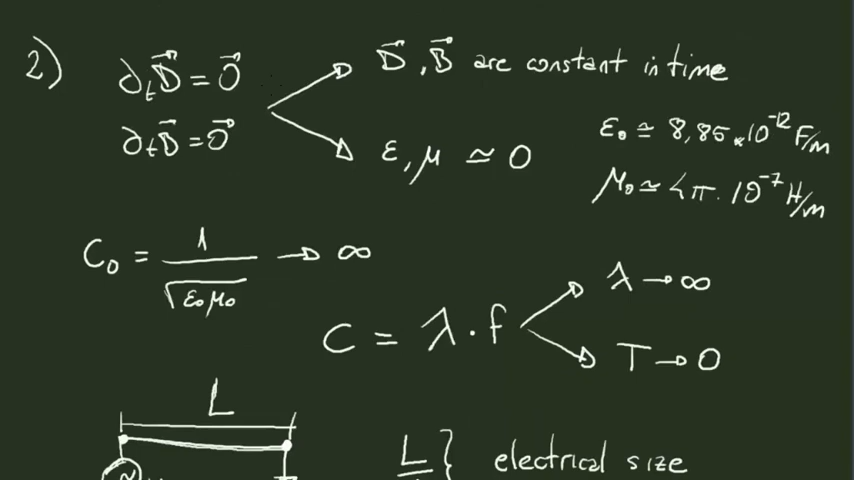 2) ∂ₜD⃗ = 0⃗
∂ₜB⃗ = 0⃗
D⃗, B⃗ are constant in time
ε, μ ≃ 0
ε₀ ≃ 8,85 × 10⁻¹² F/m
μ₀ ≃ 4π · 10⁻⁷ H/m
C₀ = 1/√ε₀μ₀ → ∞
C = λ · f
λ → ∞
T → 0
L
L } electrical size